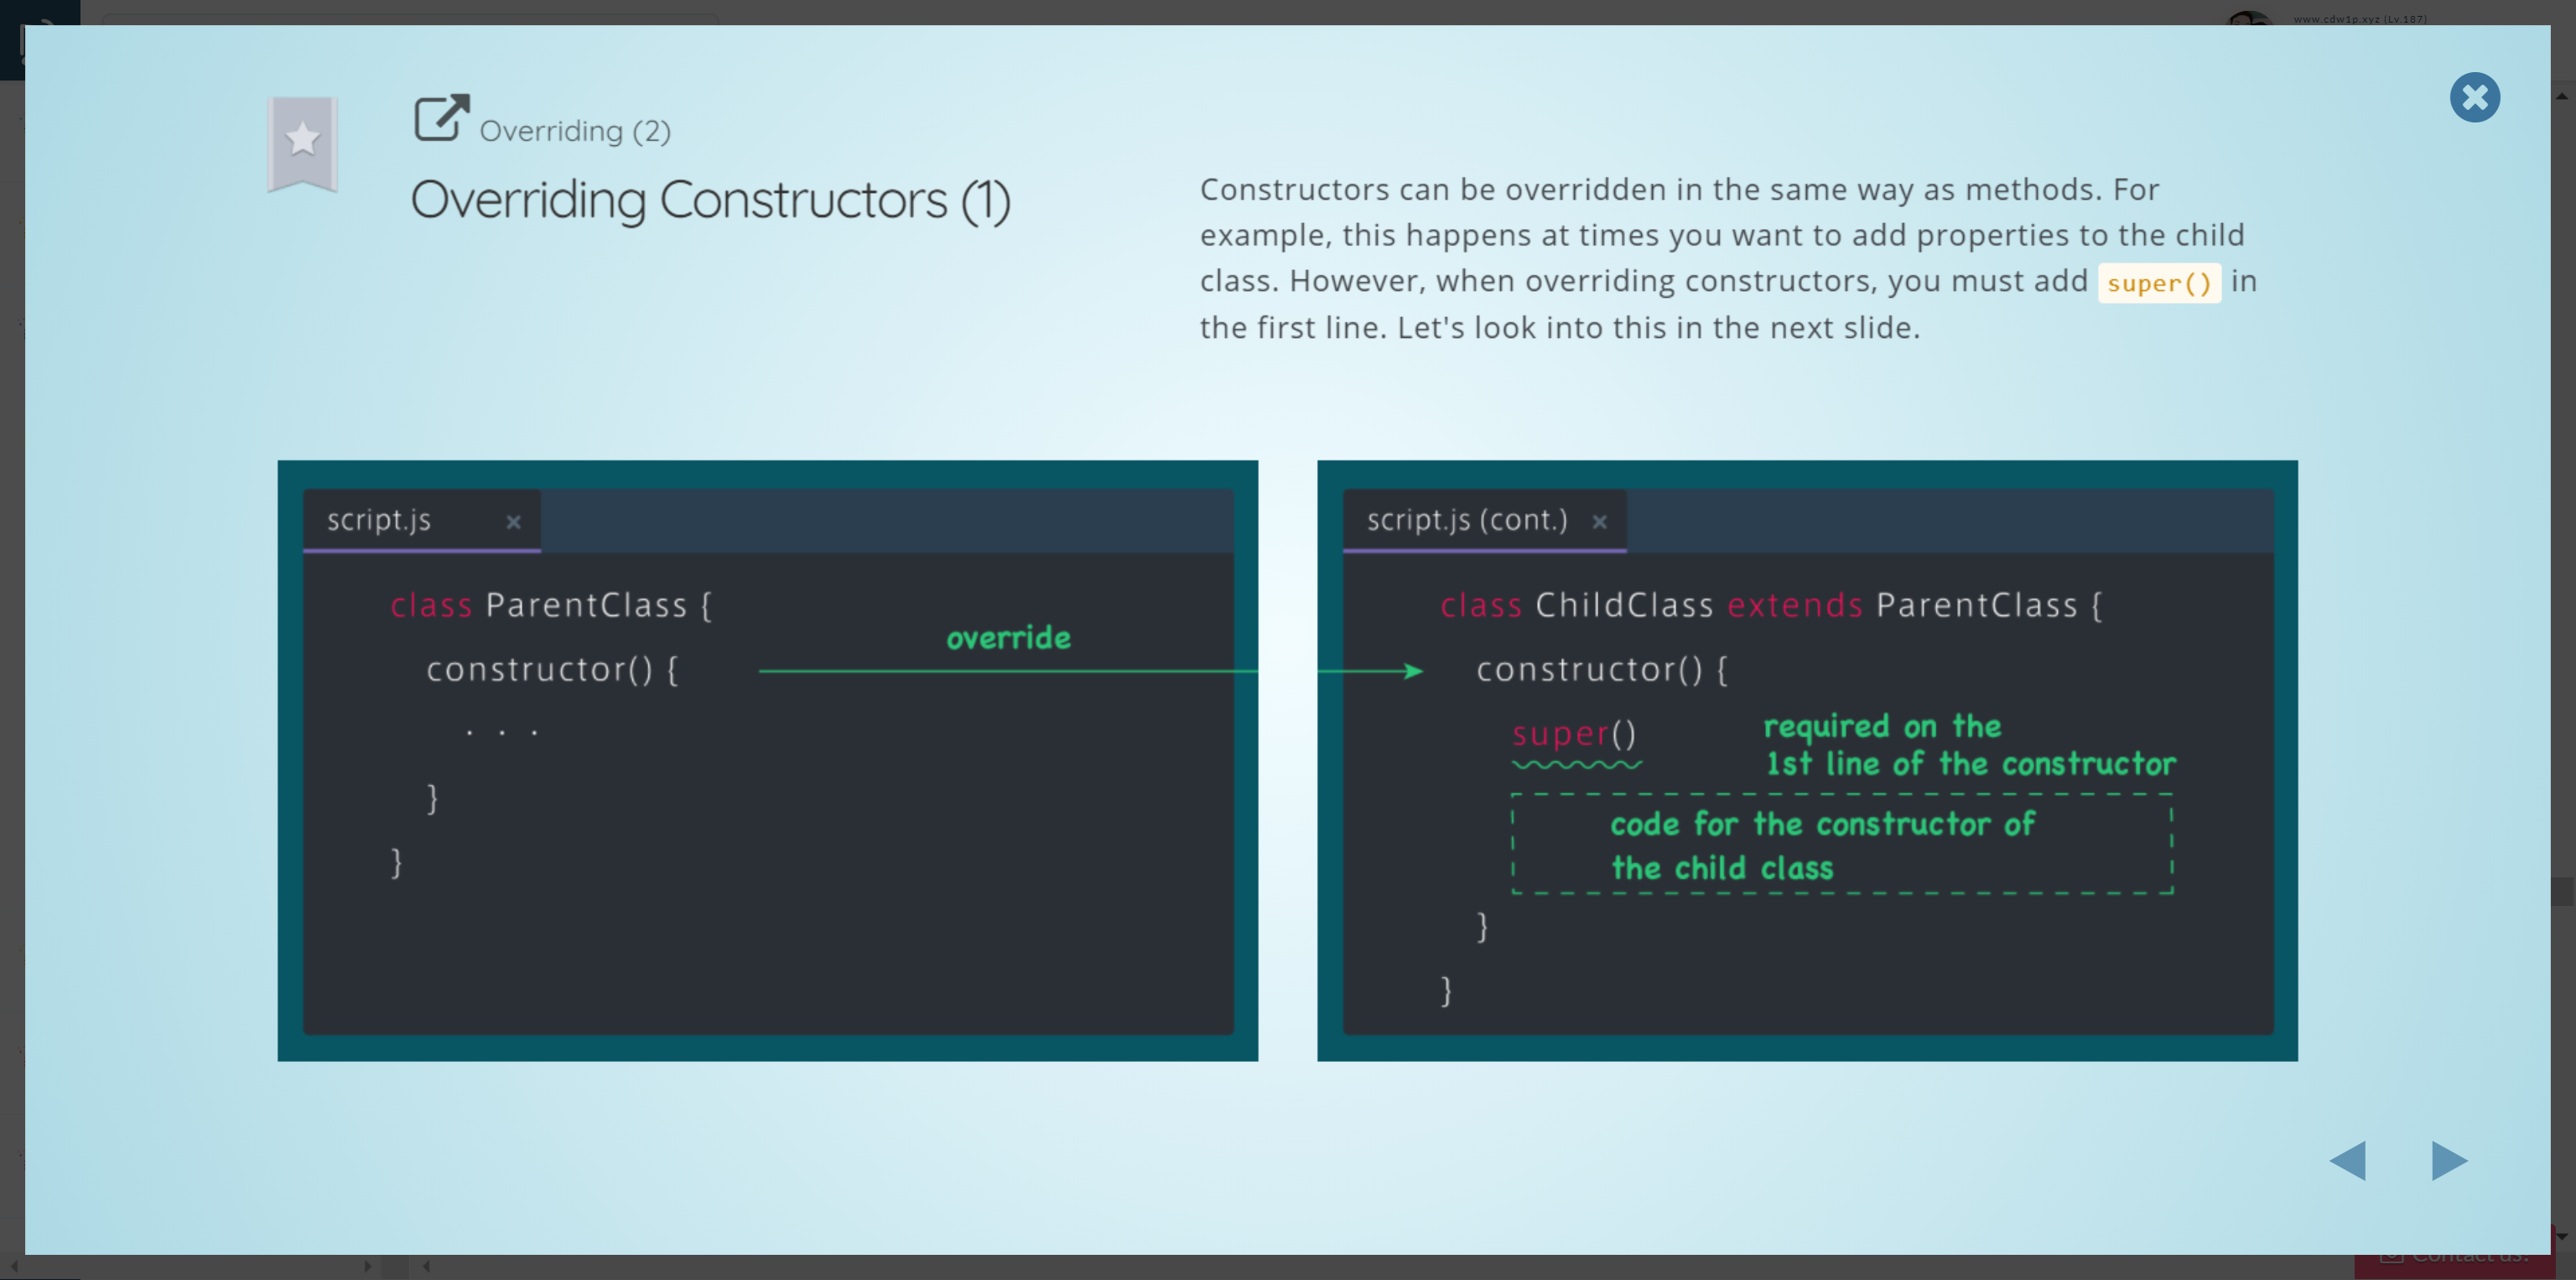 www.cdw1p.xyz (Lv.187)
Overriding (2)
Overriding Constructors (1)
Constructors can be overridden in the same way as methods. For
example, this happens at times you want to add properties to the child
class. However, when overriding constructors, you must add super() in
the first line. Let's look into this in the next slide.
script.js
class ParentClass {
constructor() {
. . .
}
}
override
script.js (cont.)
class ChildClass extends ParentClass {
constructor() {
super()
required on the
1st line of the constructor
code for the constructor of
the child class
}
}
Contact us!